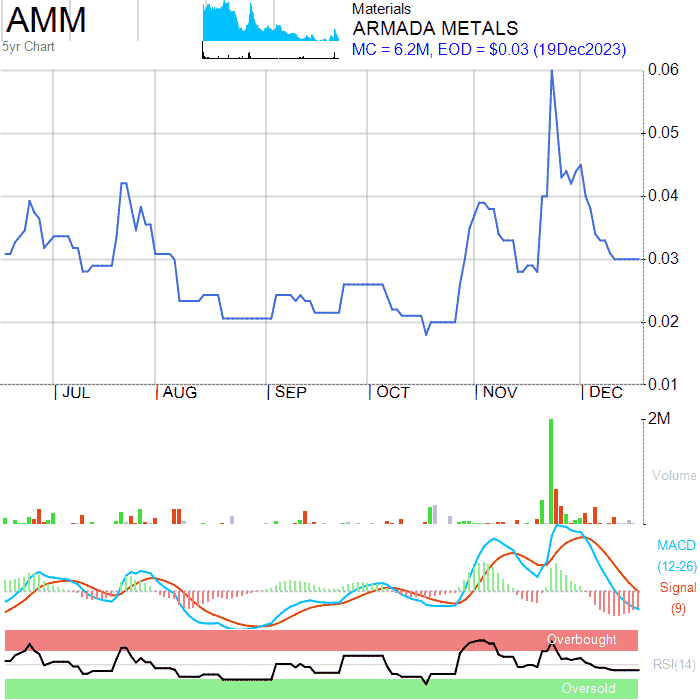 AMM
5yr Chart
Materials
ARMADA METALS
MC = 6.2M, EOD = $0.03 (19Dec2023)
0.06
0.05
0.04
0.03
0.02
0.01
JUL AUG SEP OCT NOV DEC
2M
Volume
MACD
(12-26)
Signal
(9)
Overbought
RSI(14)
Oversold